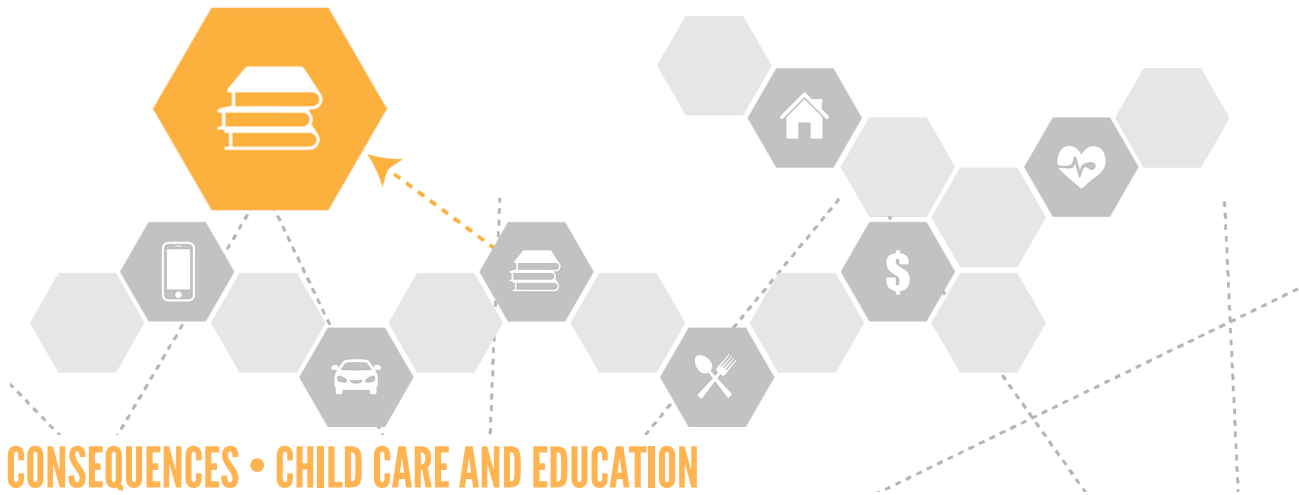 $
CONSEQUENCES • CHILD CARE AND EDUCATION